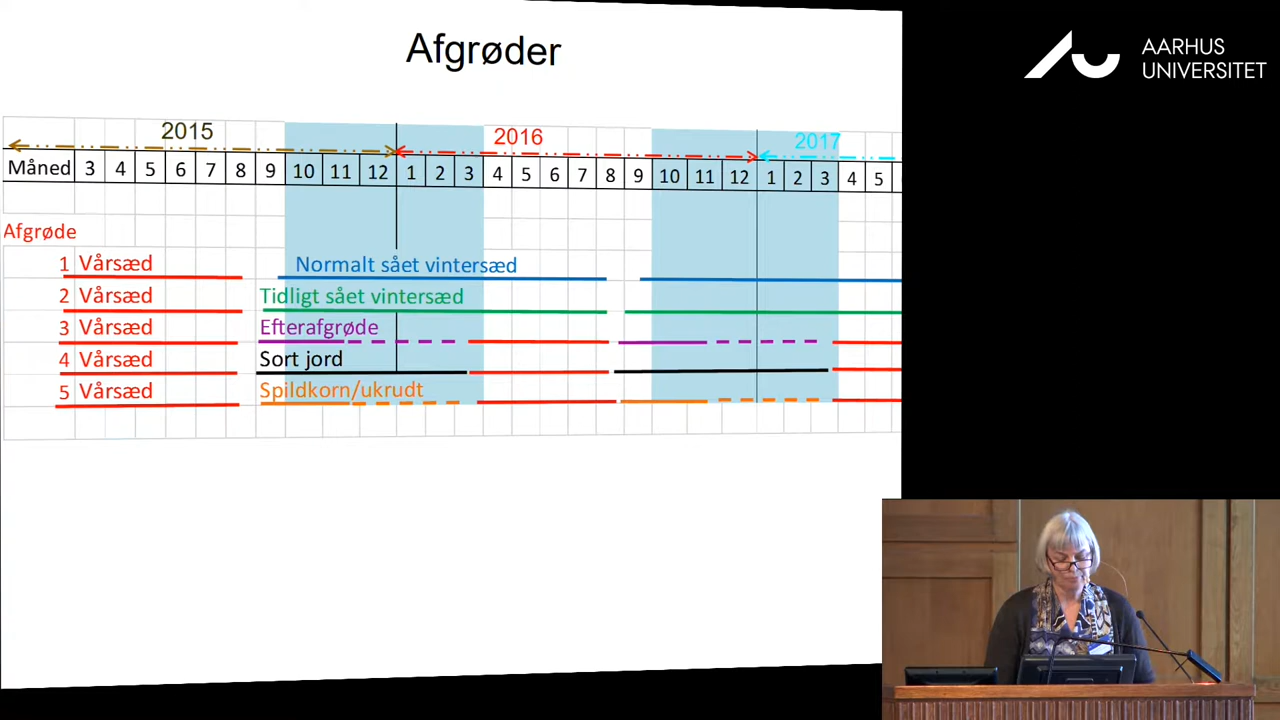 Afgrøder
AARHUS
UNIVERSITET
2015 2016 2017
Måned 3 4 5 6 7 8 9 10 11 12 1 2 3 4 5 6 7 8 9 10 11 12 1 2 3 4 5
Afgrøde
1 Vårsæd Normalt sået vintersæd
2 Vårsæd Tidligt sået vintersæd
3 Vårsæd Efterafgrøde
4 Vårsæd Sort jord
5 Vårsæd Spildkorn/ukrudt